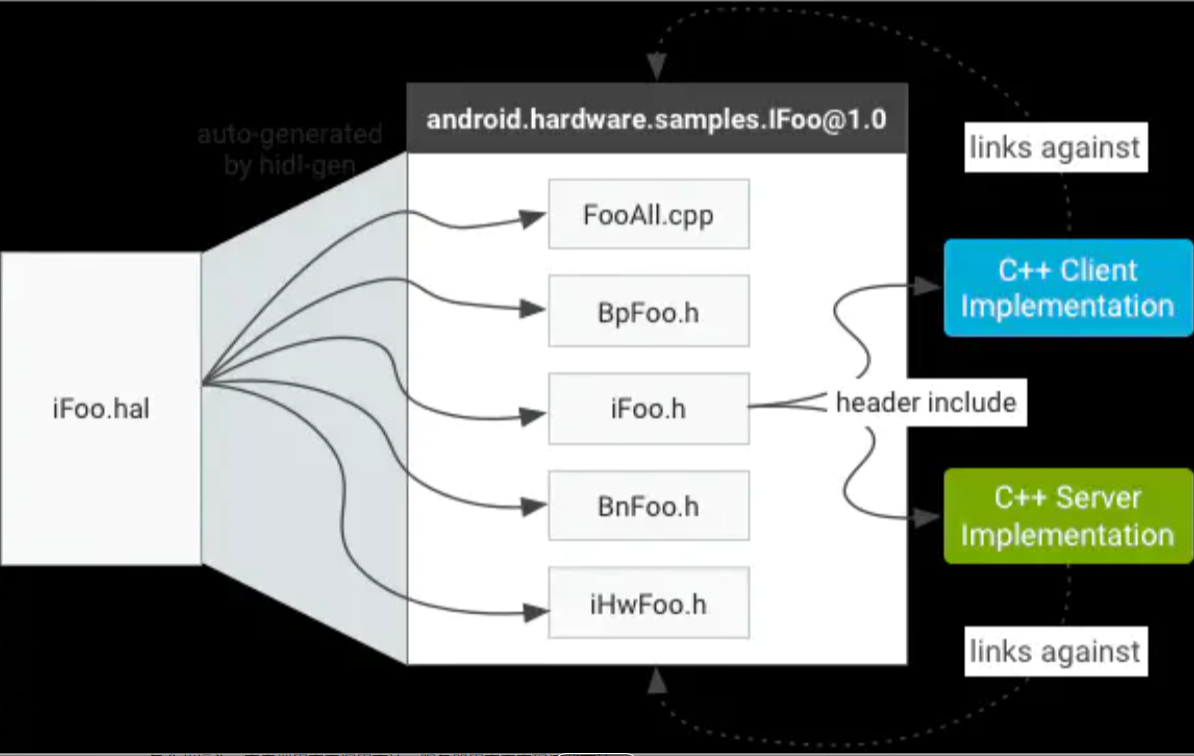 auto-generated
by hidl-gen
android.hardware.samples.IFoo@1.0
links against
FooAll.cpp
C++ Client
Implementation
BpFoo.h
iFoo.hal
iFoo.h
header include
BnFoo.h
C++ Server
Implementation
iHwFoo.h
links against